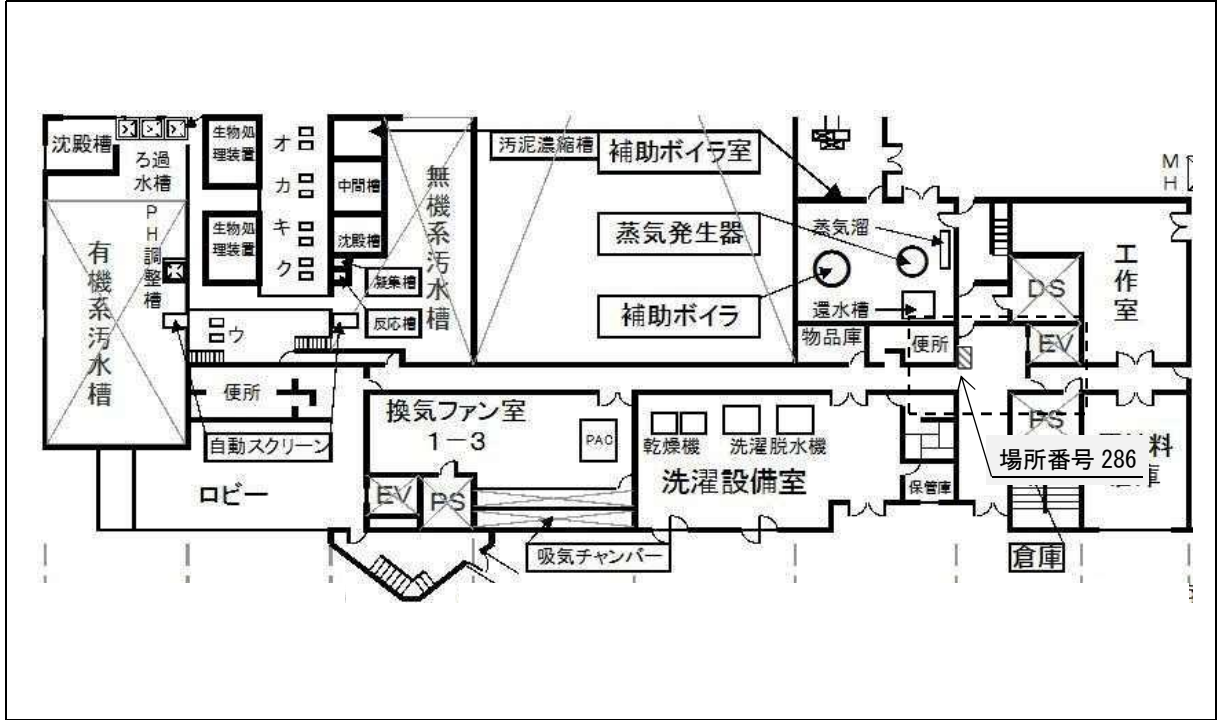 沈殿槽
ろ過
水槽
生物処
理装置
オ
カ
キ
ク
中間槽
沈殿槽
凝集槽
反応槽
無機系汚水槽
汚泥濃縮槽
補助ボイラ室
蒸気発生器
補助ボイラ
蒸気溜
還水槽
MH
有機系汚水槽
PH調整槽
生物処
理装置
ウ
便所
自動スクリーン
ロビー
換気ファン室
1-3
PAC
EV
PS
吸気チャンバー
物品庫
便所
乾燥機
洗濯脱水機
洗濯設備室
保管庫
DS
EV
工作室
PS
料
庫
場所番号 286
倉庫